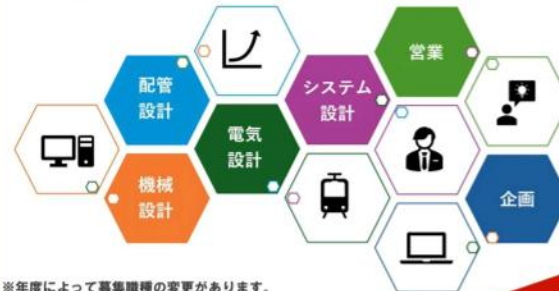 営業
配管
設計
システム
設計
電気
設計
機械
設計
企画
※年度によって募集職種の変更があります。